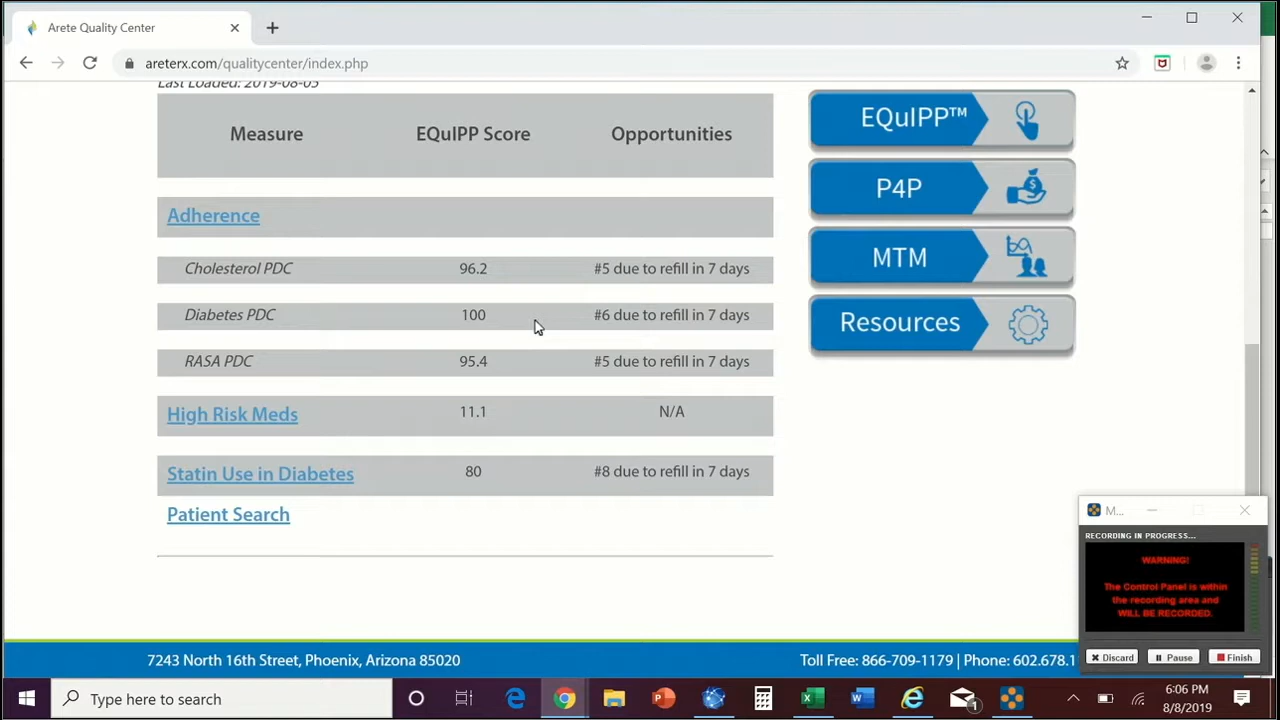 Arete Quality Center
areterx.com/qualitycenter/index.php
Last Loaded: 2019-08-05
Measure EQuIPP Score Opportunities
Adherence
Cholesterol PDC 96.2 #5 due to refill in 7 days
Diabetes PDC 100 #6 due to refill in 7 days
RASA PDC 95.4 #5 due to refill in 7 days
High Risk Meds 11.1 N/A
Statin Use in Diabetes 80 #8 due to refill in 7 days
Patient Search
EQuIPP™
P4P
MTM
Resources
M...
RECORDING IN PROGRESS...
WARNING!
The Control Panel is within
the recording area and
WILL BE RECORDED.
Discard Pause Finish
7243 North 16th Street, Phoenix, Arizona 85020
Toll Free: 866-709-1179 | Phone: 602.678.1
Type here to search
6:06 PM
8/8/2019